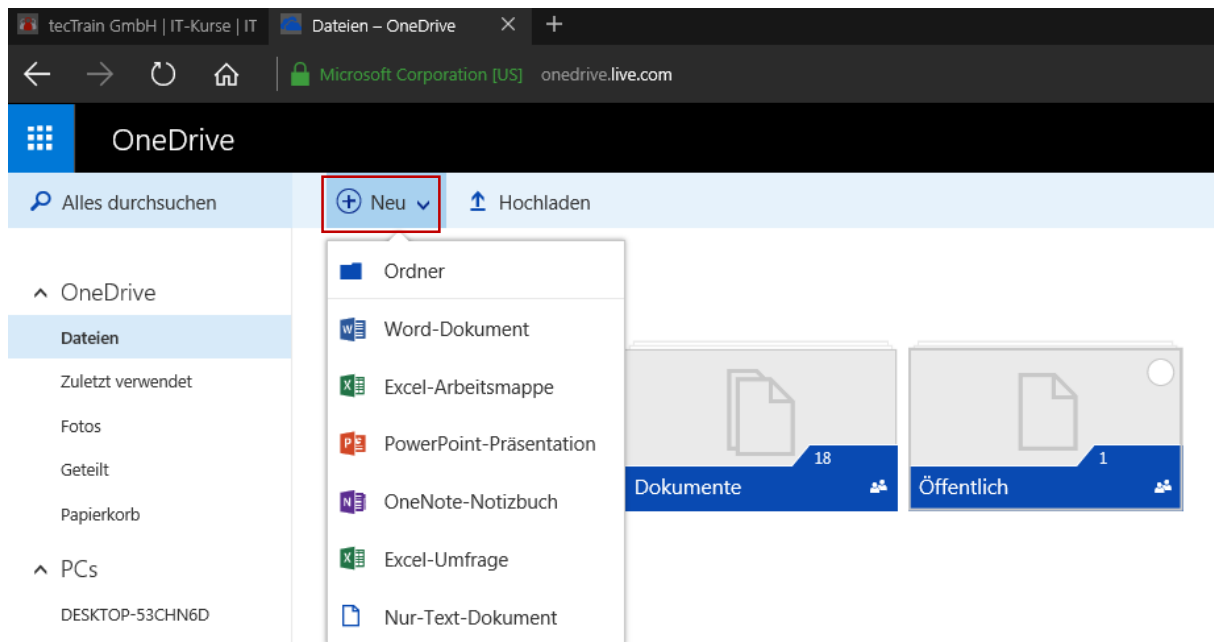 tecTrain GmbH | IT-Kurse | IT
Dateien – OneDrive
Microsoft Corporation [US] onedrive.live.com
OneDrive
Alles durchsuchen
Neu
Hochladen
OneDrive
Dateien
Zuletzt verwendet
Fotos
Geteilt
Papierkorb
PCs
DESKTOP-53CHN6D
Ordner
Word-Dokument
Excel-Arbeitsmappe
PowerPoint-Präsentation
OneNote-Notizbuch
Excel-Umfrage
Nur-Text-Dokument
18
Dokumente
1
Öffentlich